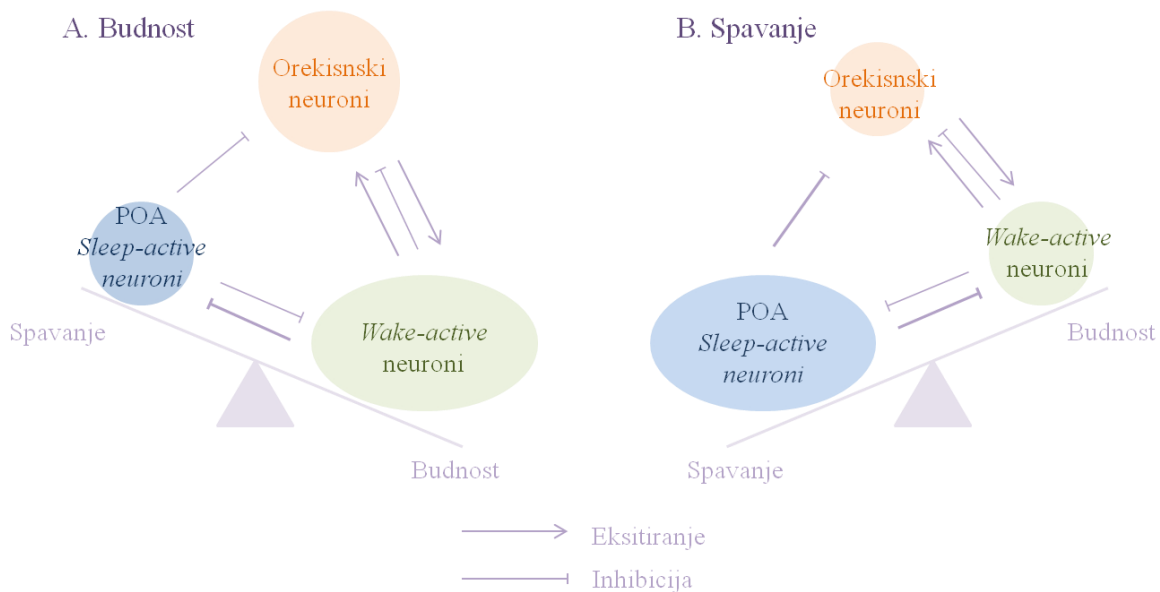 A. Budnost
Orekisnski
neuroni
POA
Sleep-active
neuroni
Spavanje
Wake-active
neuroni
Budnost
B. Spavanje
Orekisnski
neuroni
Wake-active
neuroni
POA
Sleep-active
neuroni
Budnost
Spavanje
Eksitiranje
Inhibicija